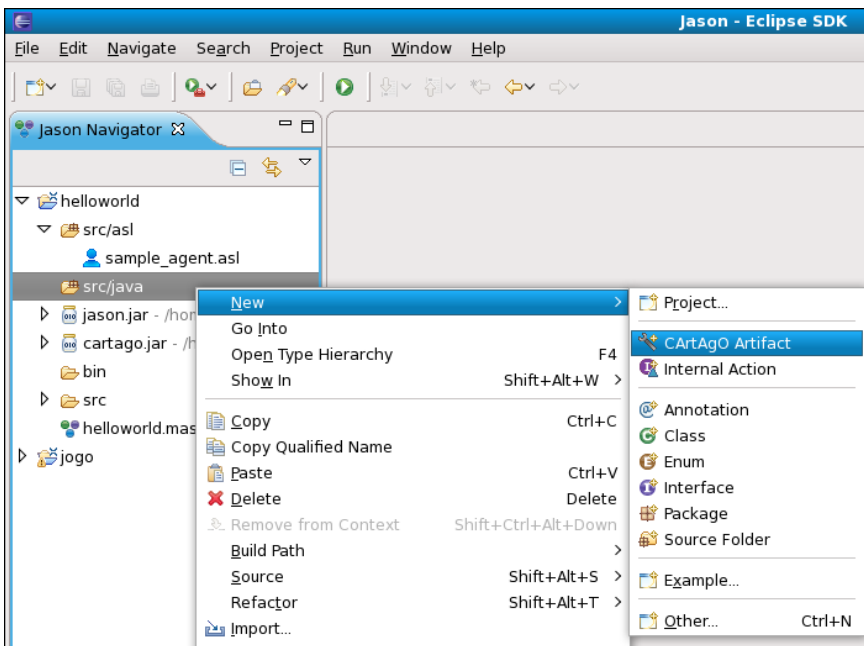 Jason - Eclipse SDK
File Edit Navigate Search Project Run Window Help
Jason Navigator
helloworld
src/asl
sample_agent.asl
src/java
jason.jar - /hor
cartago.jar - /h
bin
src
helloworld.mas
jogo
New
Go Into
Open Type Hierarchy F4
Show In Shift+Alt+W
Copy Ctrl+C
Copy Qualified Name
Paste Ctrl+V
Delete Delete
Remove from Context Shift+Ctrl+Alt+Down
Build Path
Source Shift+Alt+S
Refactor Shift+Alt+T
Import...
Project...
CArtAgO Artifact
Internal Action
Annotation
Class
Enum
Interface
Package
Source Folder
Example...
Other... Ctrl+N